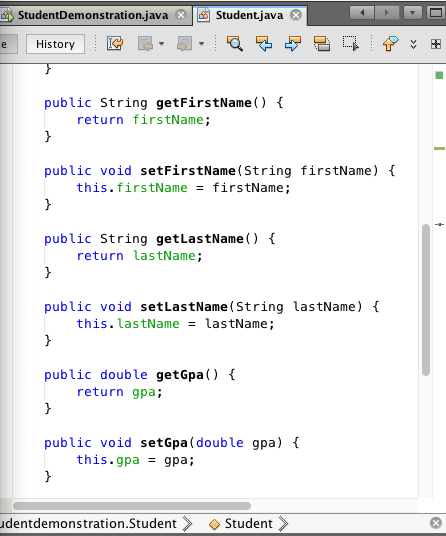 StudentDemonstration.java
Student.java
History
}
public String getFirstName() {
return firstName;
}
public void setFirstName(String firstName) {
this.firstName = firstName;
}
public String getLastName() {
return lastName;
}
public void setLastName(String lastName) {
this.lastName = lastName;
}
public double getGpa() {
return gpa;
}
public void setGpa(double gpa) {
this.gpa = gpa;
}
udentdemonstration.Student
Student